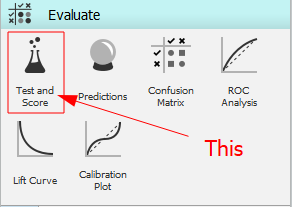 Evaluate
Test and
Score
Predictions
Confusion
Matrix
ROC
Analysis
This
Lift Curve
Calibration
Plot